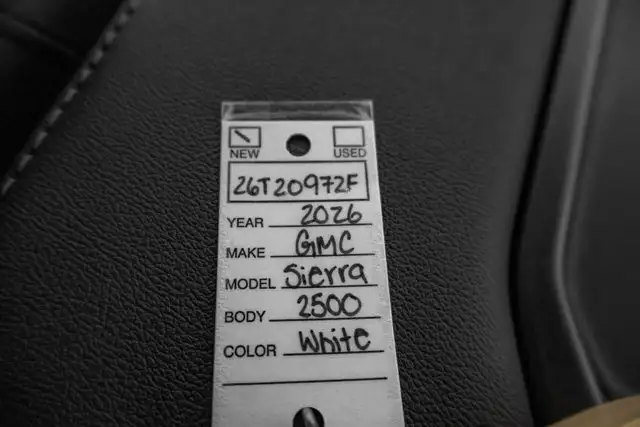 NEW USED
26T20972F
YEAR 2026
MAKE GMC
MODEL Sierra
BODY 2500
COLOR White